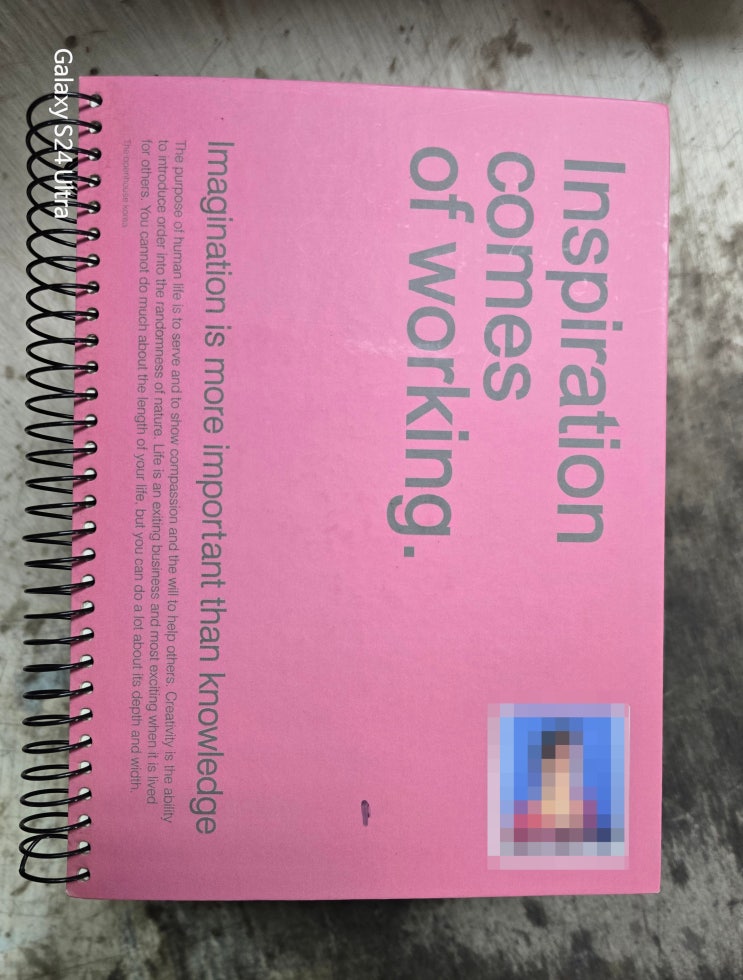 Inspiration
comes
of working.
Imagination is more important than knowledge
The purpose of human life is to serve and to show compassion and the will to help others. Creativity is the ability
to introduce order into the randomness of nature. Life is an exiting business and most exciting when it is lived
for others. You cannot do much about the length of your life, but you can do a lot about its depth and width.
The openhouse korea
Galaxy S24 Ultra